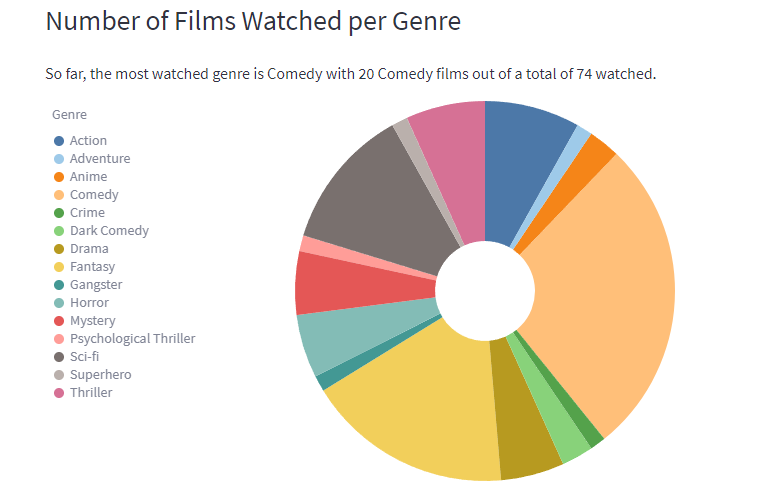 Number of Films Watched per Genre
So far, the most watched genre is Comedy with 20 Comedy films out of a total of 74 watched.
Genre
Action
Adventure
Anime
Comedy
Crime
Dark Comedy
Drama
Fantasy
Gangster
Horror
Mystery
Psychological Thriller
Sci-fi
Superhero
Thriller